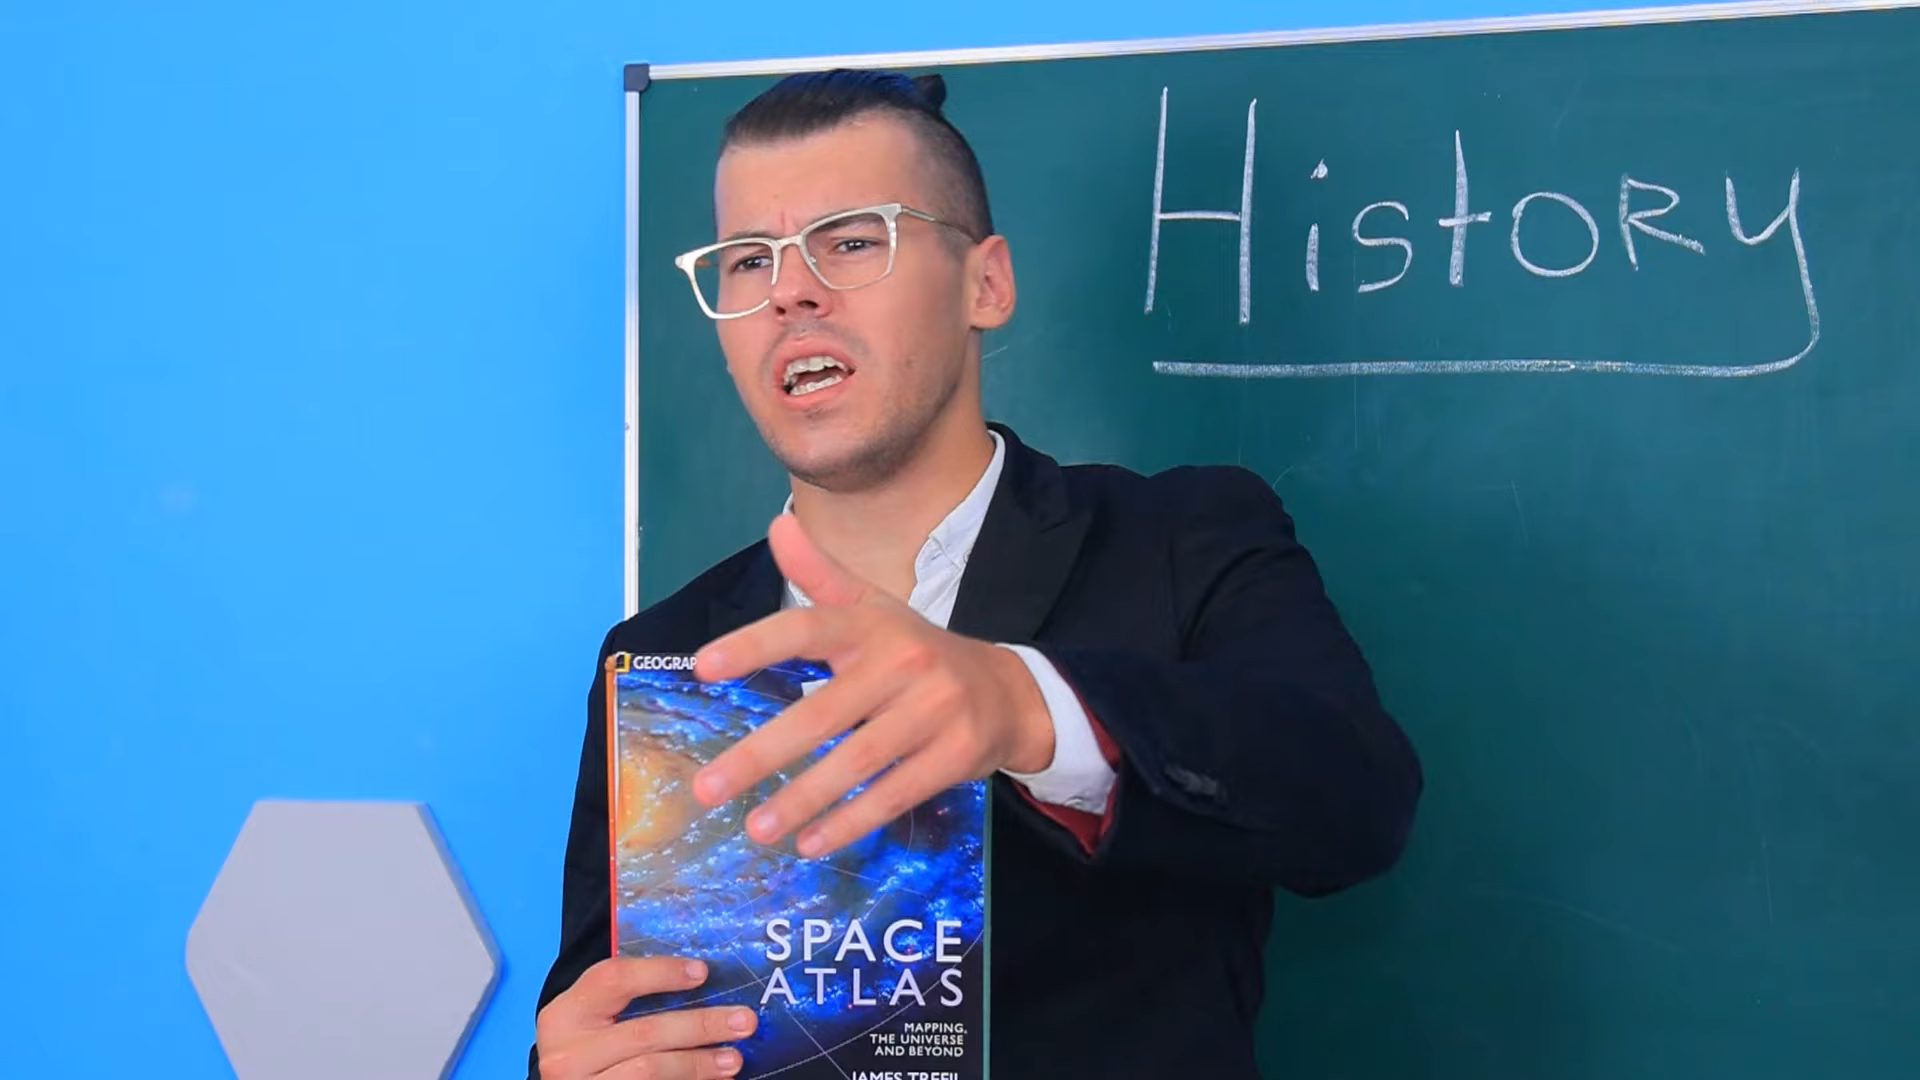 HistoRy
GEOGRAP
SPACE
ATLAS
MAPPING
THE UNIVERSE
AND BEYOND
JAMES TREFIL